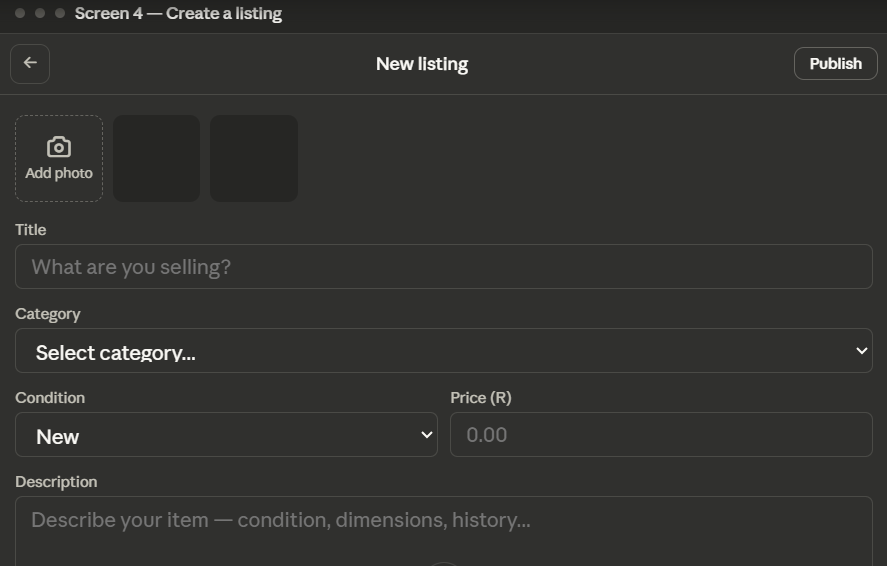 Screen 4 — Create a listing
New listing
Publish
Add photo
Title
What are you selling?
Category
Select category...
Condition
Price (R)
New
0.00
Description
Describe your item — condition, dimensions, history...